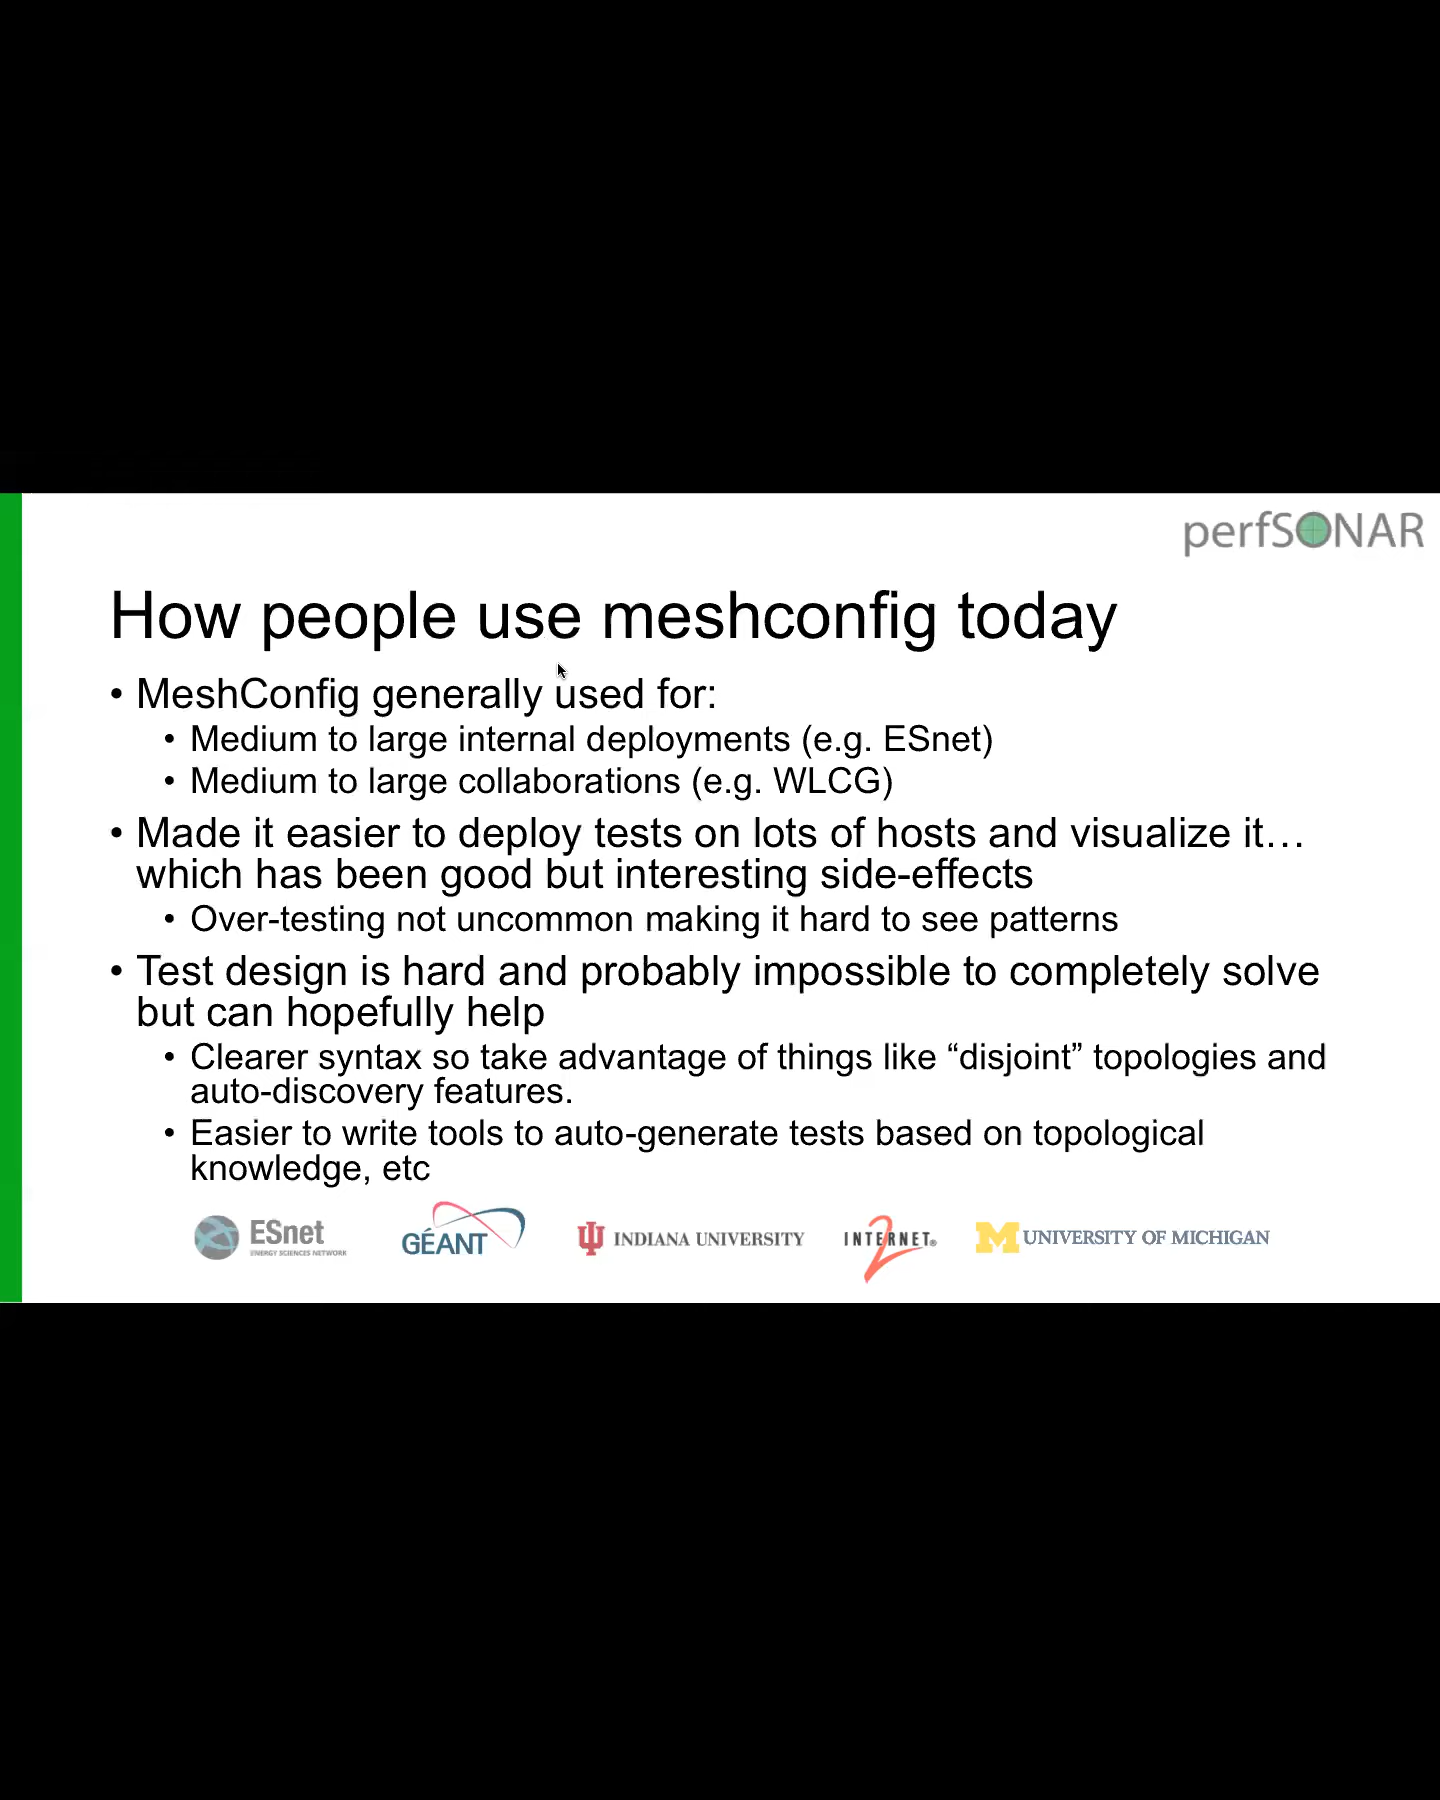 perfSONAR
How people use meshconfig today
• MeshConfig generally used for:
• Medium to large internal deployments (e.g. ESnet)
• Medium to large collaborations (e.g. WLCG)
• Made it easier to deploy tests on lots of hosts and visualize it…
which has been good but interesting side-effects
• Over-testing not uncommon making it hard to see patterns
• Test design is hard and probably impossible to completely solve
but can hopefully help
• Clearer syntax so take advantage of things like “disjoint” topologies and
auto-discovery features.
• Easier to write tools to auto-generate tests based on topological
knowledge, etc
ESnet
ENERGY SCIENCES NETWORK
GÉANT
INDIANA UNIVERSITY
INTERNET®
2
M UNIVERSITY OF MICHIGAN